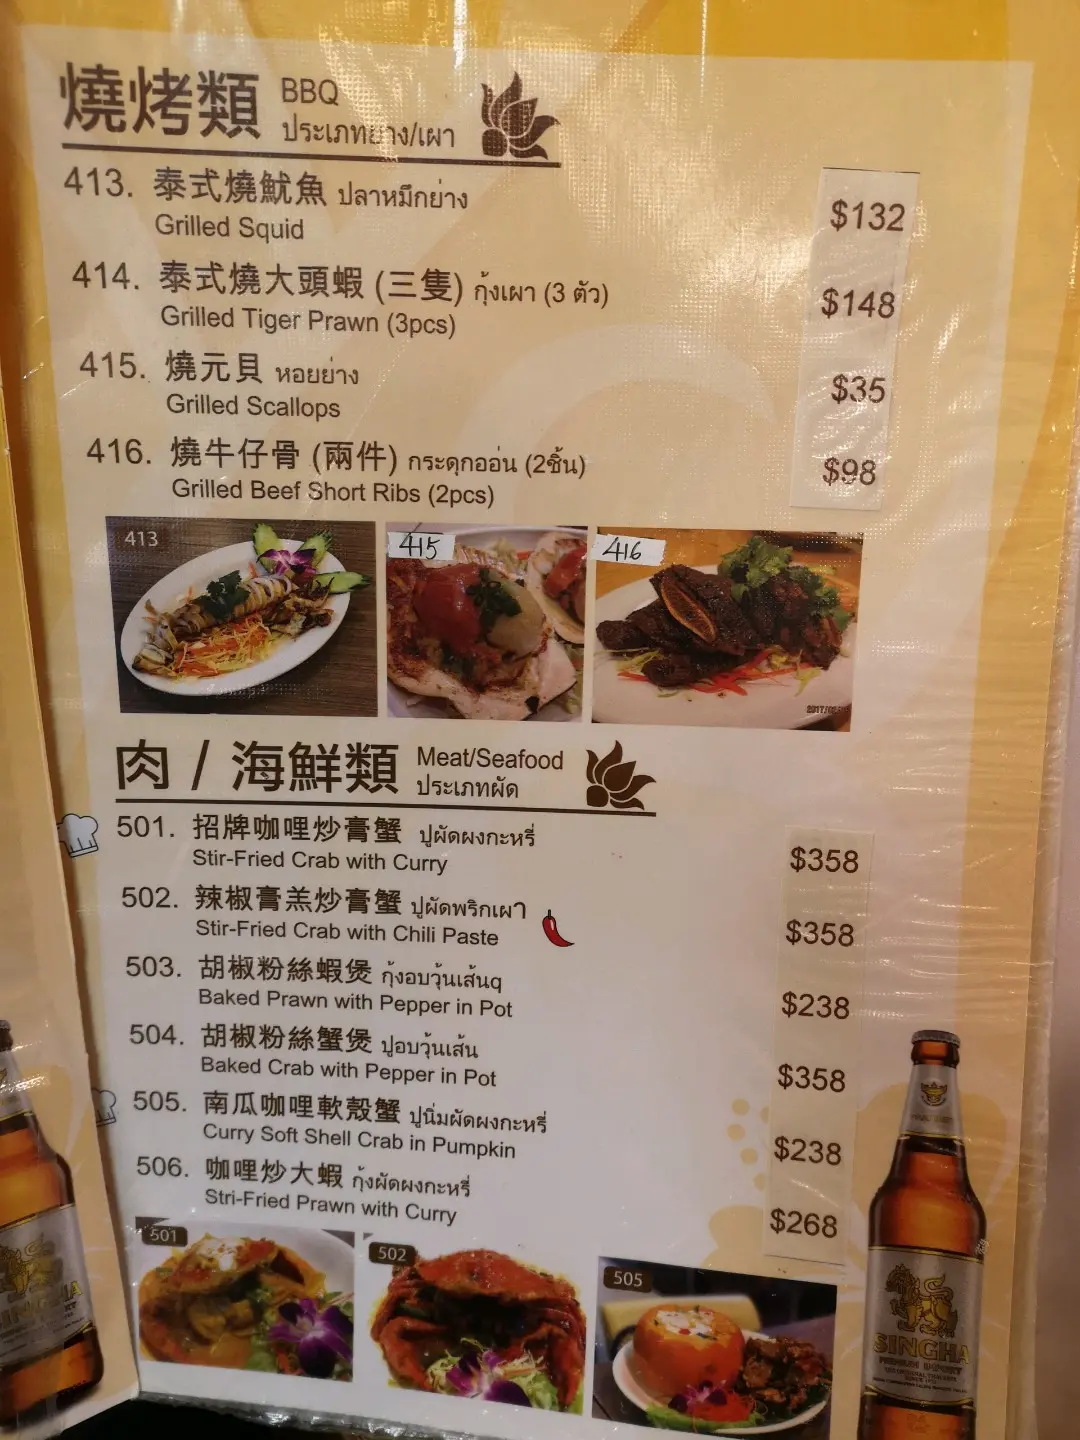 燒烤類 BBQ
ประเภทย่าง/เผา
413. 泰式燒魷魚 ปลาหมึกย่าง
Grilled Squid
$132
414. 泰式燒大頭蝦 (三隻) กุ้งเผา (3 ตัว)
Grilled Tiger Prawn (3pcs)
$148
415. 燒元貝 หอยย่าง
Grilled Scallops
$35
416. 燒牛仔骨 (兩件) กระดุกออ่น (2ชิ้น)
Grilled Beef Short Ribs (2pcs)
$98
413
415
416
肉 / 海鮮類 Meat/Seafood
ประเภทผัด
501. 招牌咖哩炒膏蟹 ปูผัดผงกะหรี่
Stir-Fried Crab with Curry
$358
502. 辣椒膏羔炒膏蟹 ปูผัดพริกเผา
Stir-Fried Crab with Chili Paste
$358
503. 胡椒粉絲蝦煲 กุ้งอบวุ้นเส้นq
Baked Prawn with Pepper in Pot
$238
504. 胡椒粉絲蟹煲 ปูอบวุ้นเส้น
Baked Crab with Pepper in Pot
$358
505. 南瓜咖哩軟殼蟹 ปูนิ่มผัดผงกะหรี่
Curry Soft Shell Crab in Pumpkin
$238
506. 咖哩炒大蝦 กุ้งผัดผงกะหรี่
Stri-Fried Prawn with Curry
$268
501
502
505
SINGHA
PREMIUM IMPORT
SINGHA